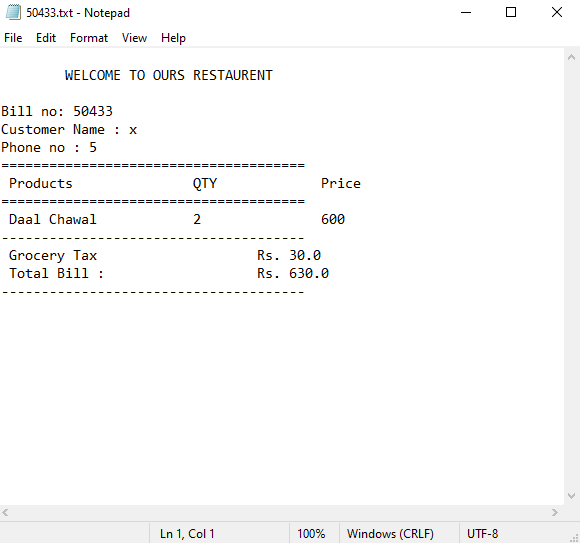 50433.txt - Notepad
File Edit Format View Help
WELCOME TO OURS RESTAURENT
Bill no: 50433
Customer Name : x
Phone no : 5
======================================
Products QTY Price
======================================
Daal Chawal 2 600
--------------------------------------
Grocery Tax Rs. 30.0
Total Bill : Rs. 630.0
--------------------------------------
Ln 1, Col 1 100% Windows (CRLF) UTF-8